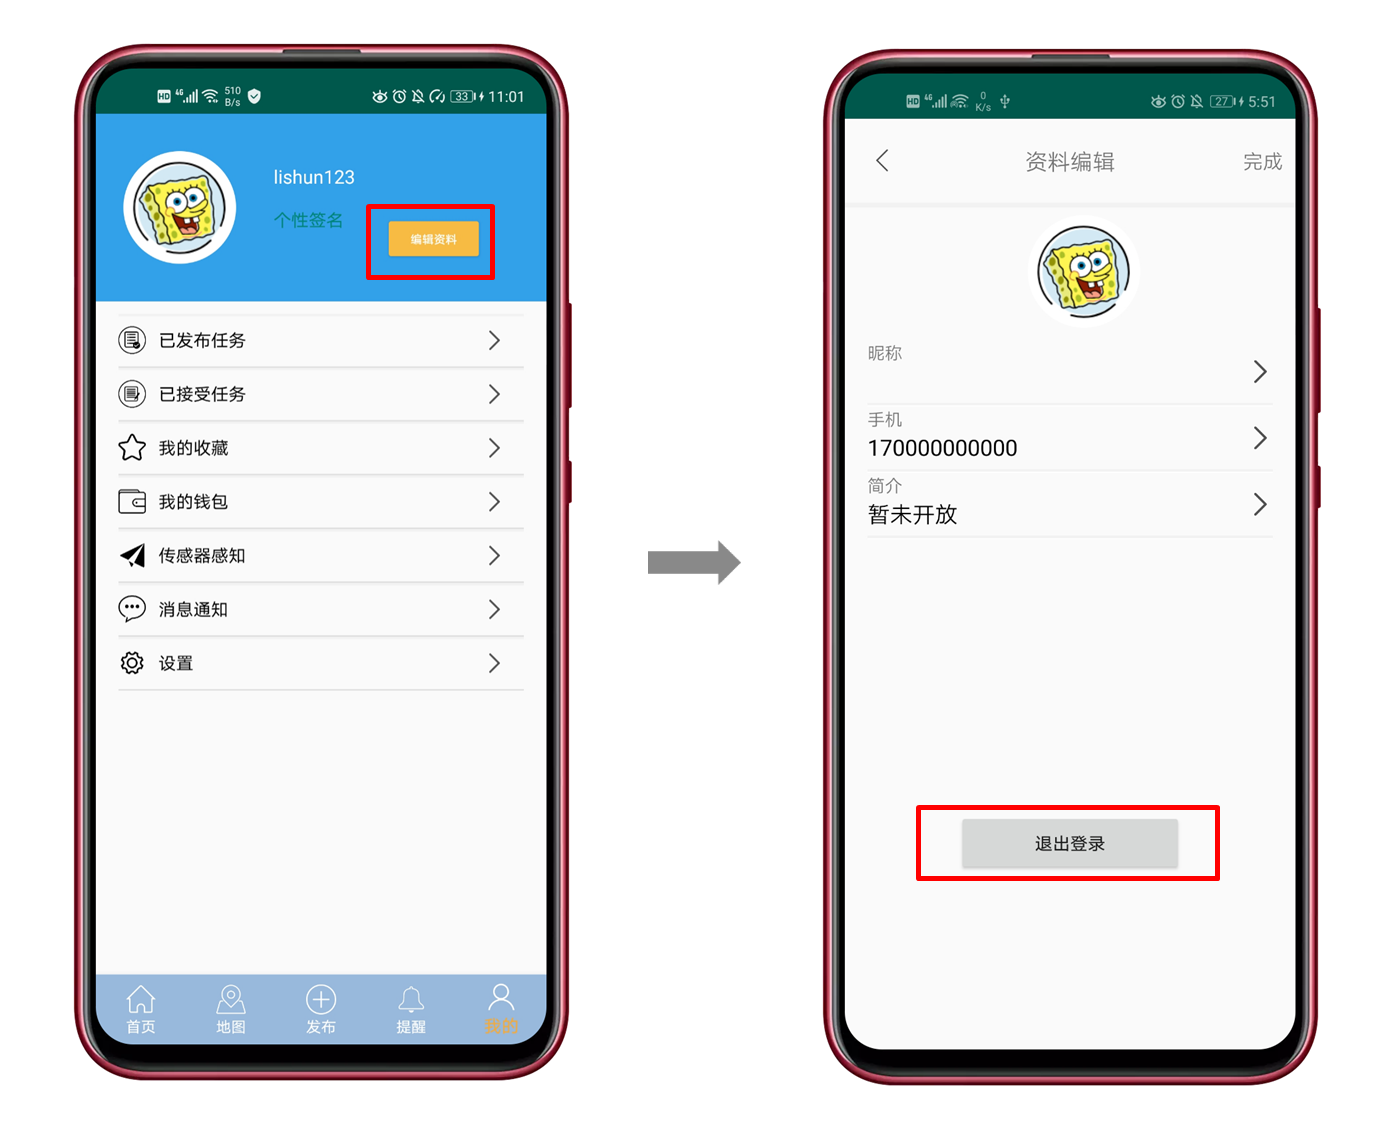 HD 4G 510 B/s 33 11:01
lishun123
个性签名
编辑资料
已发布任务
已接受任务
我的收藏
我的钱包
传感器感知
消息通知
设置
首页 地图 发布 提醒 我的
HD 4G 0 K/s 27 5:51
资料编辑 完成
昵称
手机
170000000000
简介
暂未开放
退出登录